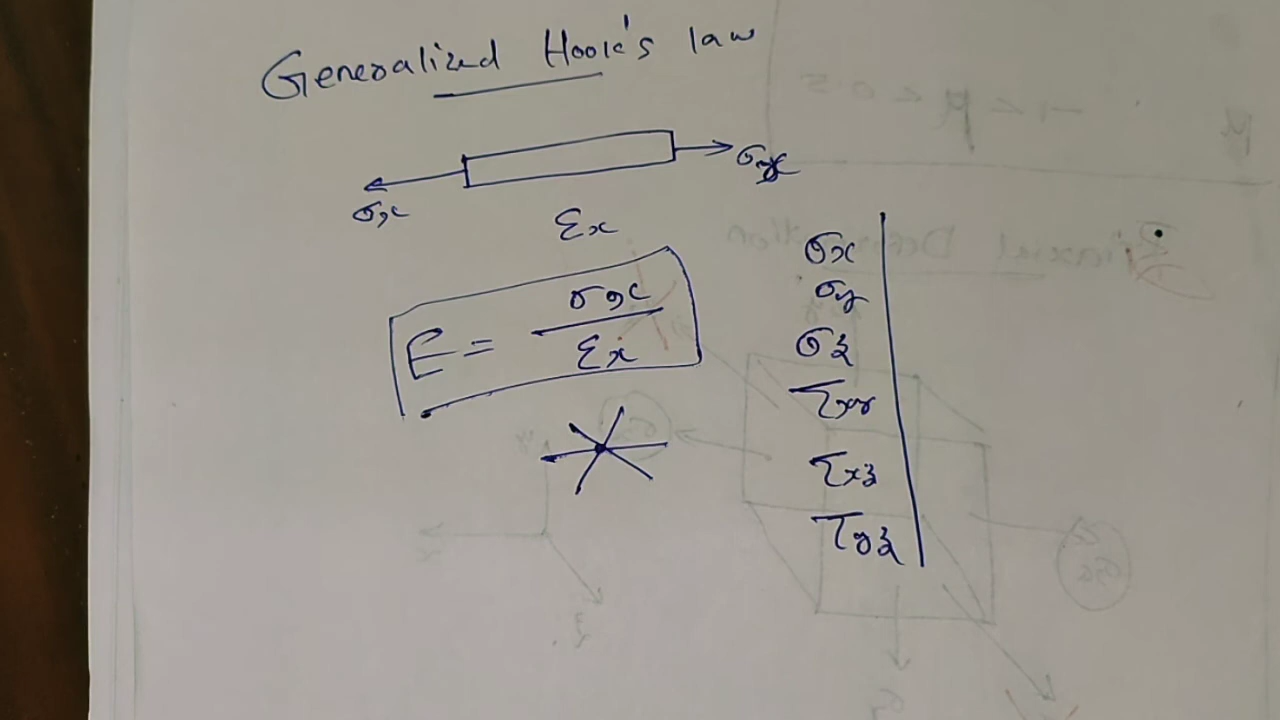 Generalized Hooke's law
σx
σx
εx
E = σx / εx
σx
σy
σz
τxy
τxz
τyz